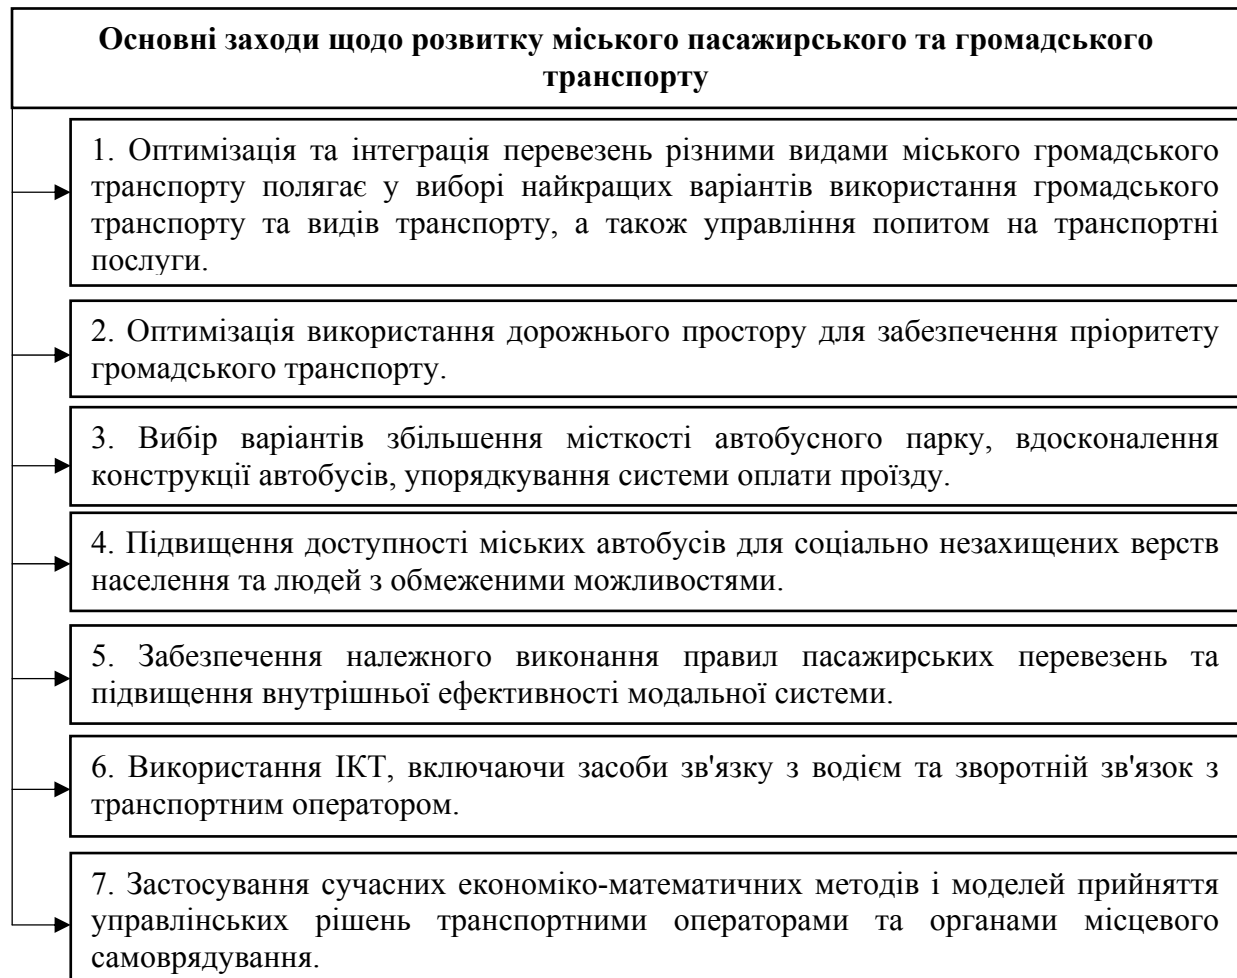 Основні заходи щодо розвитку міського пасажирського та громадського
транспорту
1. Оптимізація та інтеграція перевезень різними видами міського громадського
транспорту полягає у виборі найкращих варіантів використання громадського
транспорту та видів транспорту, а також управління попитом на транспортні
послуги.
2. Оптимізація використання дорожнього простору для забезпечення пріоритету
громадського транспорту.
3. Вибір варіантів збільшення місткості автобусного парку, вдосконалення
конструкції автобусів, упорядкування системи оплати проїзду.
4. Підвищення доступності міських автобусів для соціально незахищених верств
населення та людей з обмеженими можливостями.
5. Забезпечення належного виконання правил пасажирських перевезень та
підвищення внутрішньої ефективності модальної системи.
6. Використання ІКТ, включаючи засоби зв'язку з водієм та зворотній зв'язок з
транспортним оператором.
7. Застосування сучасних економіко-математичних методів і моделей прийняття
управлінських рішень транспортними операторами та органами місцевого
самоврядування.